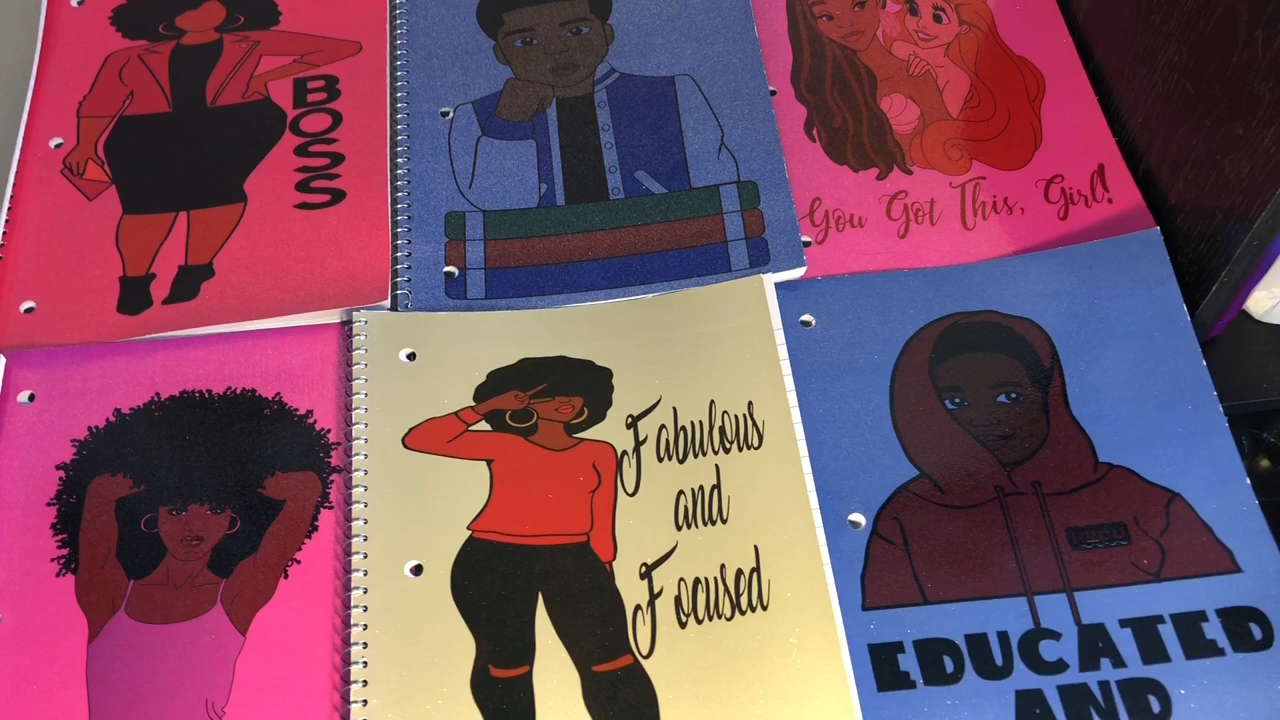 BOSS
You Got This, Girl!
Fabulous
and
Focused
EDUCATED
AND